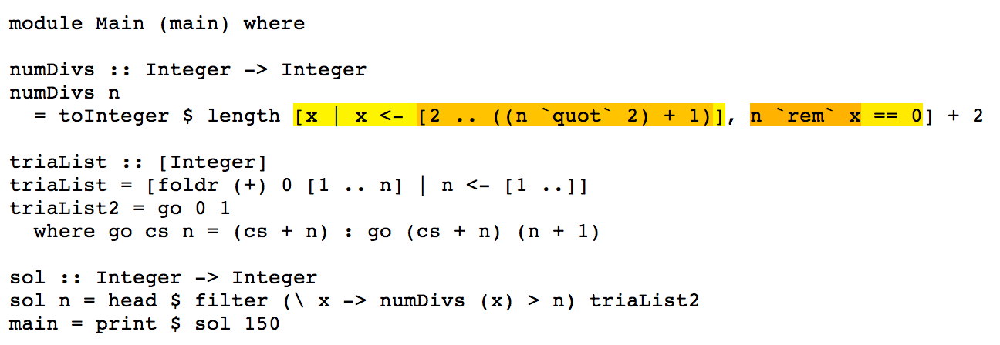 module Main (main) where
numDivs :: Integer -> Integer
numDivs n
  = toInteger $ length [x | x <- [2 .. ((n `quot` 2) + 1)], n `rem` x == 0] + 2
triaList :: [Integer]
triaList = [foldr (+) 0 [1 .. n] | n <- [1 ..]]
triaList2 = go 0 1
  where go cs n = (cs + n) : go (cs + n) (n + 1)
sol :: Integer -> Integer
sol n = head $ filter (\ x -> numDivs (x) > n) triaList2
main = print $ sol 150